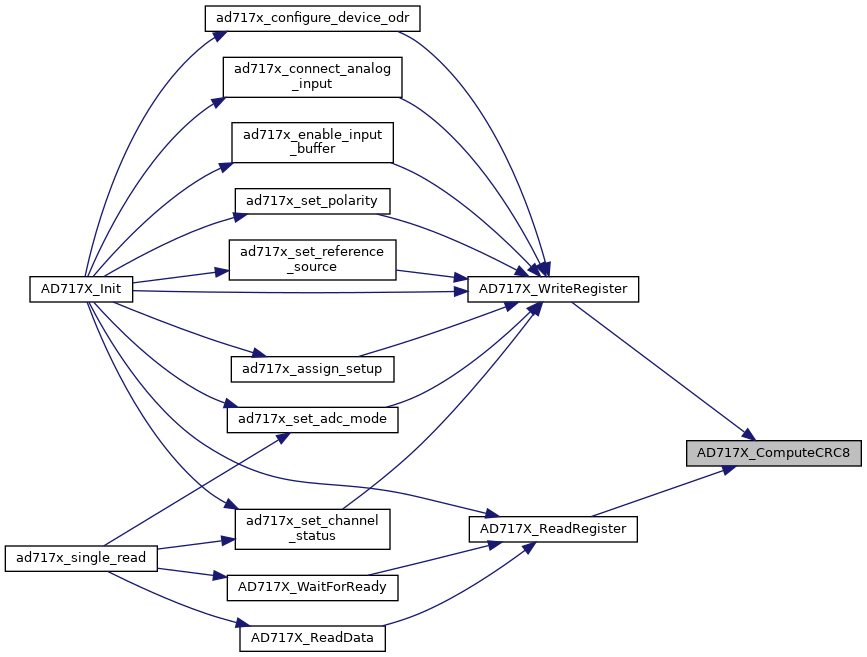 ad717x_configure_device_odr
ad717x_connect_analog
_input
ad717x_enable_input
_buffer
ad717x_set_polarity
ad717x_set_reference
_source
AD717X_Init
AD717X_WriteRegister
ad717x_assign_setup
ad717x_set_adc_mode
AD717X_ComputeCRC8
ad717x_set_channel
_status
AD717X_ReadRegister
ad717x_single_read
AD717X_WaitForReady
AD717X_ReadData